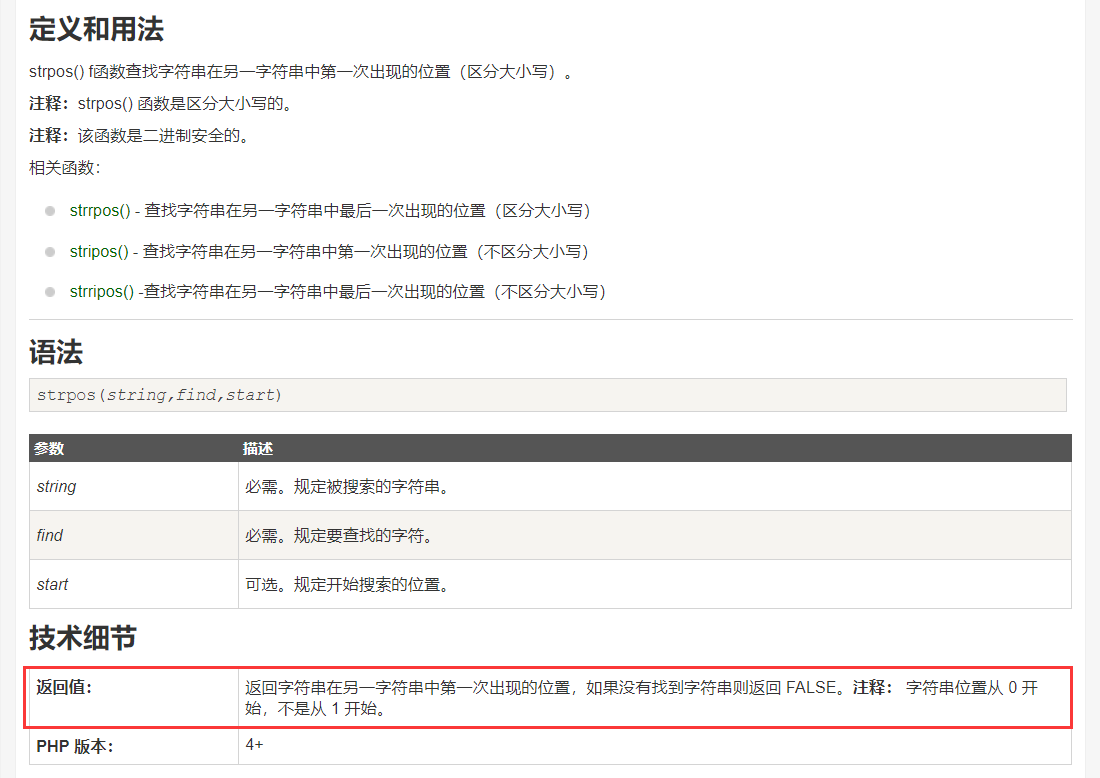 定义和用法
strpos() f函数查找字符串在另一字符串中第一次出现的位置（区分大小写）。
注释：strpos() 函数是区分大小写的。
注释：该函数是二进制安全的。
相关函数：
strrpos() - 查找字符串在另一字符串中最后一次出现的位置（区分大小写）
stripos() - 查找字符串在另一字符串中第一次出现的位置（不区分大小写）
strripos() -查找字符串在另一字符串中最后一次出现的位置（不区分大小写）
语法
strpos(string,find,start)
参数 描述
string 必需。规定被搜索的字符串。
find 必需。规定要查找的字符。
start 可选。规定开始搜索的位置。
技术细节
返回值： 返回字符串在另一字符串中第一次出现的位置，如果没有找到字符串则返回 FALSE。注释： 字符串位置从 0 开
始，不是从 1 开始。
PHP 版本： 4+